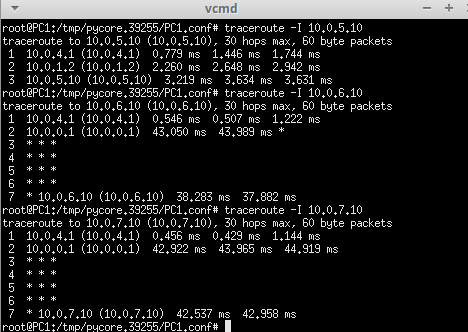 vcmd
root@PC1:/tmp/pycore.39255/PC1.conf# traceroute -I 10.0.5.10
traceroute to 10.0.5.10 (10.0.5.10), 30 hops max, 60 byte packets
1 10.0.4.1 (10.0.4.1) 0.779 ms 1.446 ms 1.744 ms
2 10.0.1.2 (10.0.1.2) 2.260 ms 2.648 ms 2.942 ms
3 10.0.5.10 (10.0.5.10) 3.219 ms 3.634 ms 3.631 ms
root@PC1:/tmp/pycore.39255/PC1.conf# traceroute -I 10.0.6.10
traceroute to 10.0.6.10 (10.0.6.10), 30 hops max, 60 byte packets
1 10.0.4.1 (10.0.4.1) 0.546 ms 0.507 ms 1.222 ms
2 10.0.0.1 (10.0.0.1) 43.050 ms 43.989 ms *
3 * * *
4 * * *
5 * * *
6 * * *
7 * 10.0.6.10 (10.0.6.10) 38.283 ms 37.882 ms
root@PC1:/tmp/pycore.39255/PC1.conf# traceroute -I 10.0.7.10
traceroute to 10.0.7.10 (10.0.7.10), 30 hops max, 60 byte packets
1 10.0.4.1 (10.0.4.1) 0.456 ms 0.429 ms 1.144 ms
2 10.0.0.1 (10.0.0.1) 42.922 ms 43.965 ms 44.919 ms
3 * * *
4 * * *
5 * * *
6 * * *
7 * 10.0.7.10 (10.0.7.10) 42.537 ms 42.958 ms
root@PC1:/tmp/pycore.39255/PC1.conf#